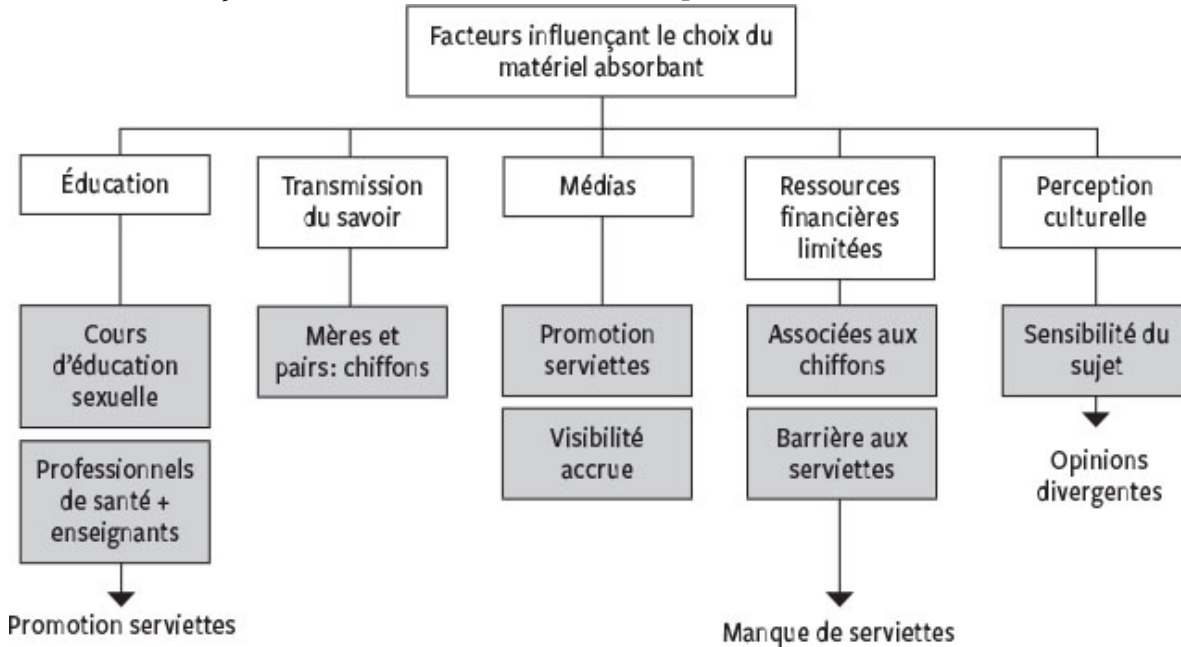 Facteurs influençant le choix du
matériel absorbant
Éducation
Transmission
du savoir
Médias
Ressources
financières
limitées
Perception
culturelle
Cours
d'éducation
sexuelle
Mères et
pairs: chiffons
Promotion
serviettes
Associées aux
chiffons
Sensibilité du
sujet
Professionnels
de santé +
enseignants
Visibilité
accrue
Barrière aux
serviettes
Opinions
divergentes
Promotion serviettes
Manque de serviettes